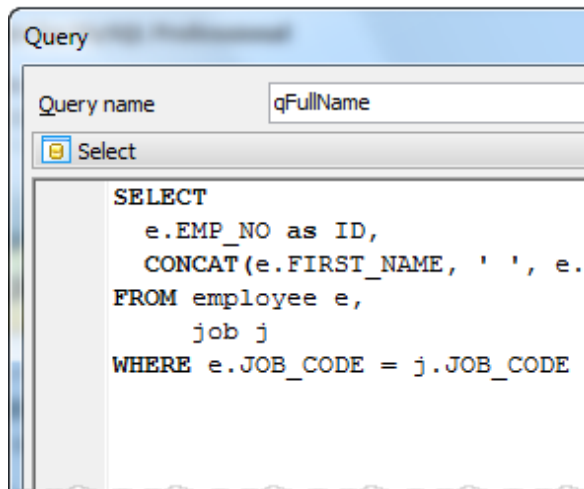 Query
Query name
qFullName
Select
SELECT
e.EMP_NO as ID,
CONCAT(e.FIRST_NAME, ' ', e.
FROM employee e,
job j
WHERE e.JOB_CODE = j.JOB_CODE